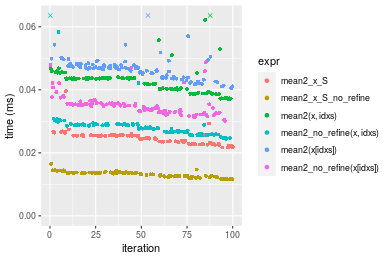 0.06
0.04
0.02
0.00
time (ms)
0
25
50
75
100
iteration
expr
mean2_x_S
mean2_x_S_no_refine
mean2(x, idxs)
mean2_no_refine(x, idxs)
mean2(x[idxs])
mean2_no_refine(x[idxs])